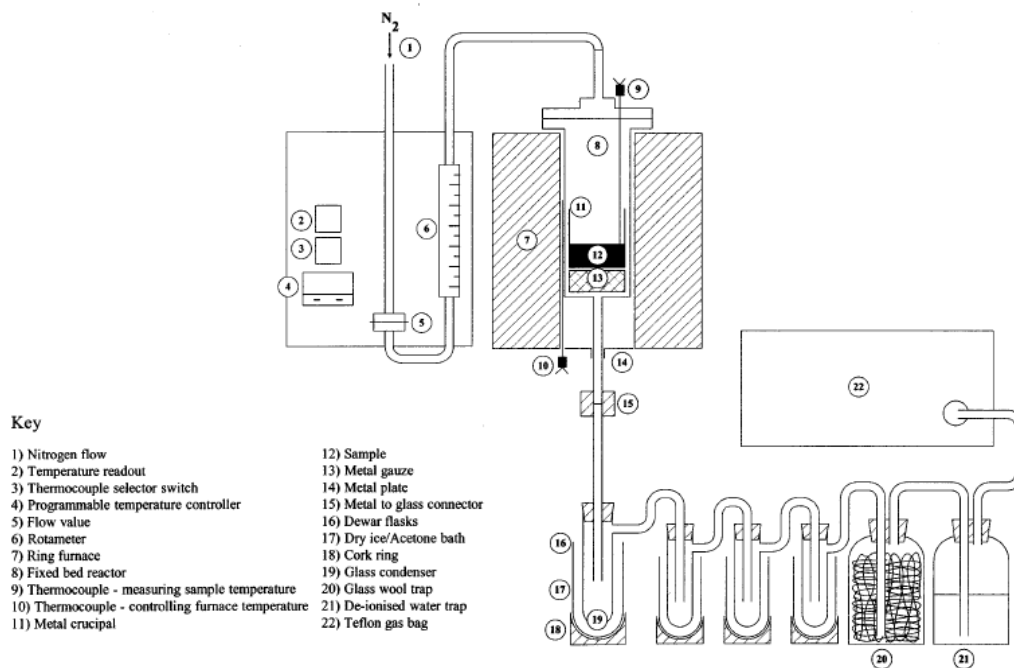 N2
1
9
8
11
2
6
7
12
3
13
4
5
10
14
22
15
Key
1) Nitrogen flow
2) Temperature readout
3) Thermocouple selector switch
4) Programmable temperature controller
5) Flow value
6) Rotameter
7) Ring furnace
8) Fixed bed reactor
9) Thermocouple - measuring sample temperature
10) Thermocouple - controlling furnace temperature
11) Metal crucipal
12) Sample
13) Metal gauze
14) Metal plate
15) Metal to glass connector
16) Dewar flasks
17) Dry ice/Acetone bath
18) Cork ring
19) Glass condenser
20) Glass wool trap
21) De-ionised water trap
22) Teflon gas bag
16
17
19
18
20
21